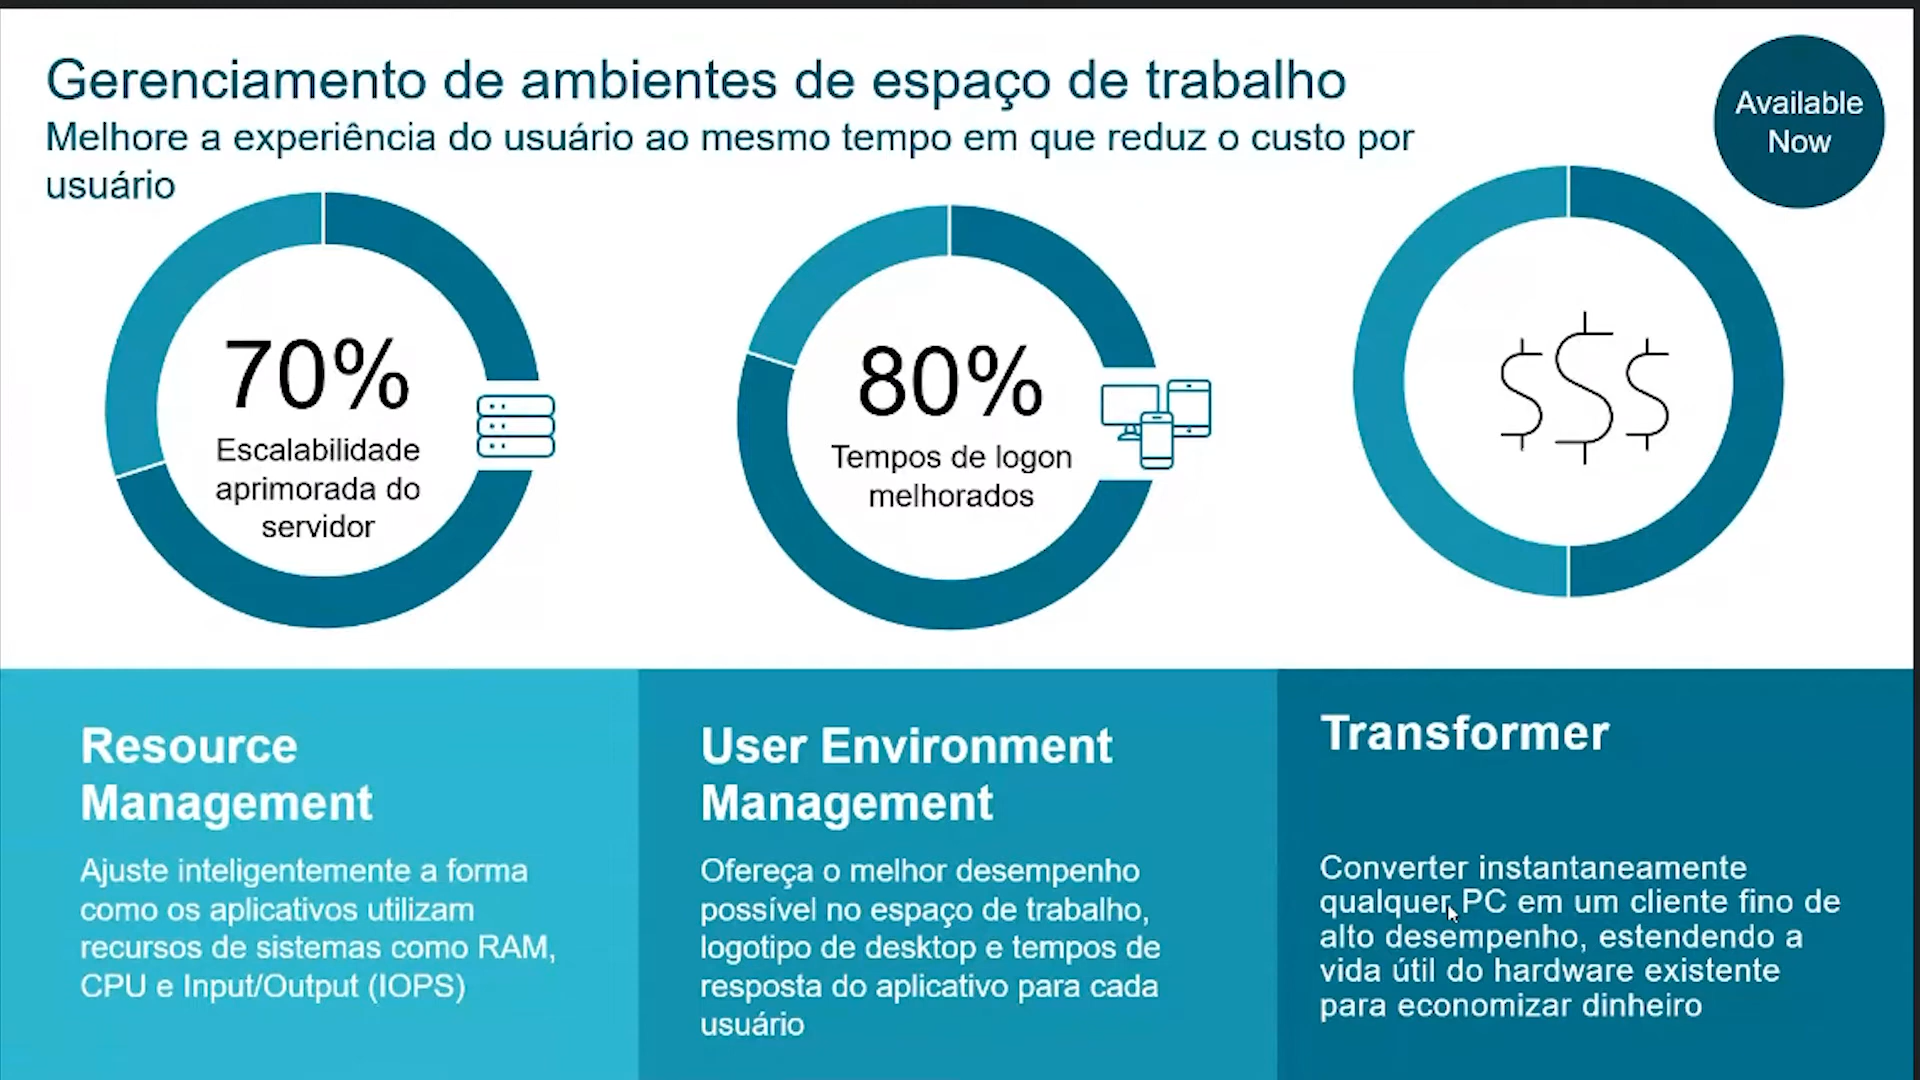 Gerenciamento de ambientes de espaço de trabalho
Melhore a experiência do usuário ao mesmo tempo em que reduz o custo por
usuário
Available
Now
70%
Escalabilidade
aprimorada do
servidor
80%
Tempos de logon
melhorados
$$$
Resource
Management
Ajuste inteligentemente a forma
como os aplicativos utilizam
recursos de sistemas como RAM,
CPU e Input/Output (IOPS)
User Environment
Management
Ofereça o melhor desempenho
possível no espaço de trabalho,
logotipo de desktop e tempos de
resposta do aplicativo para cada
usuário
Transformer
Converter instantaneamente
qualquer PC em um cliente fino de
alto desempenho, estendendo a
vida útil do hardware existente
para economizar dinheiro